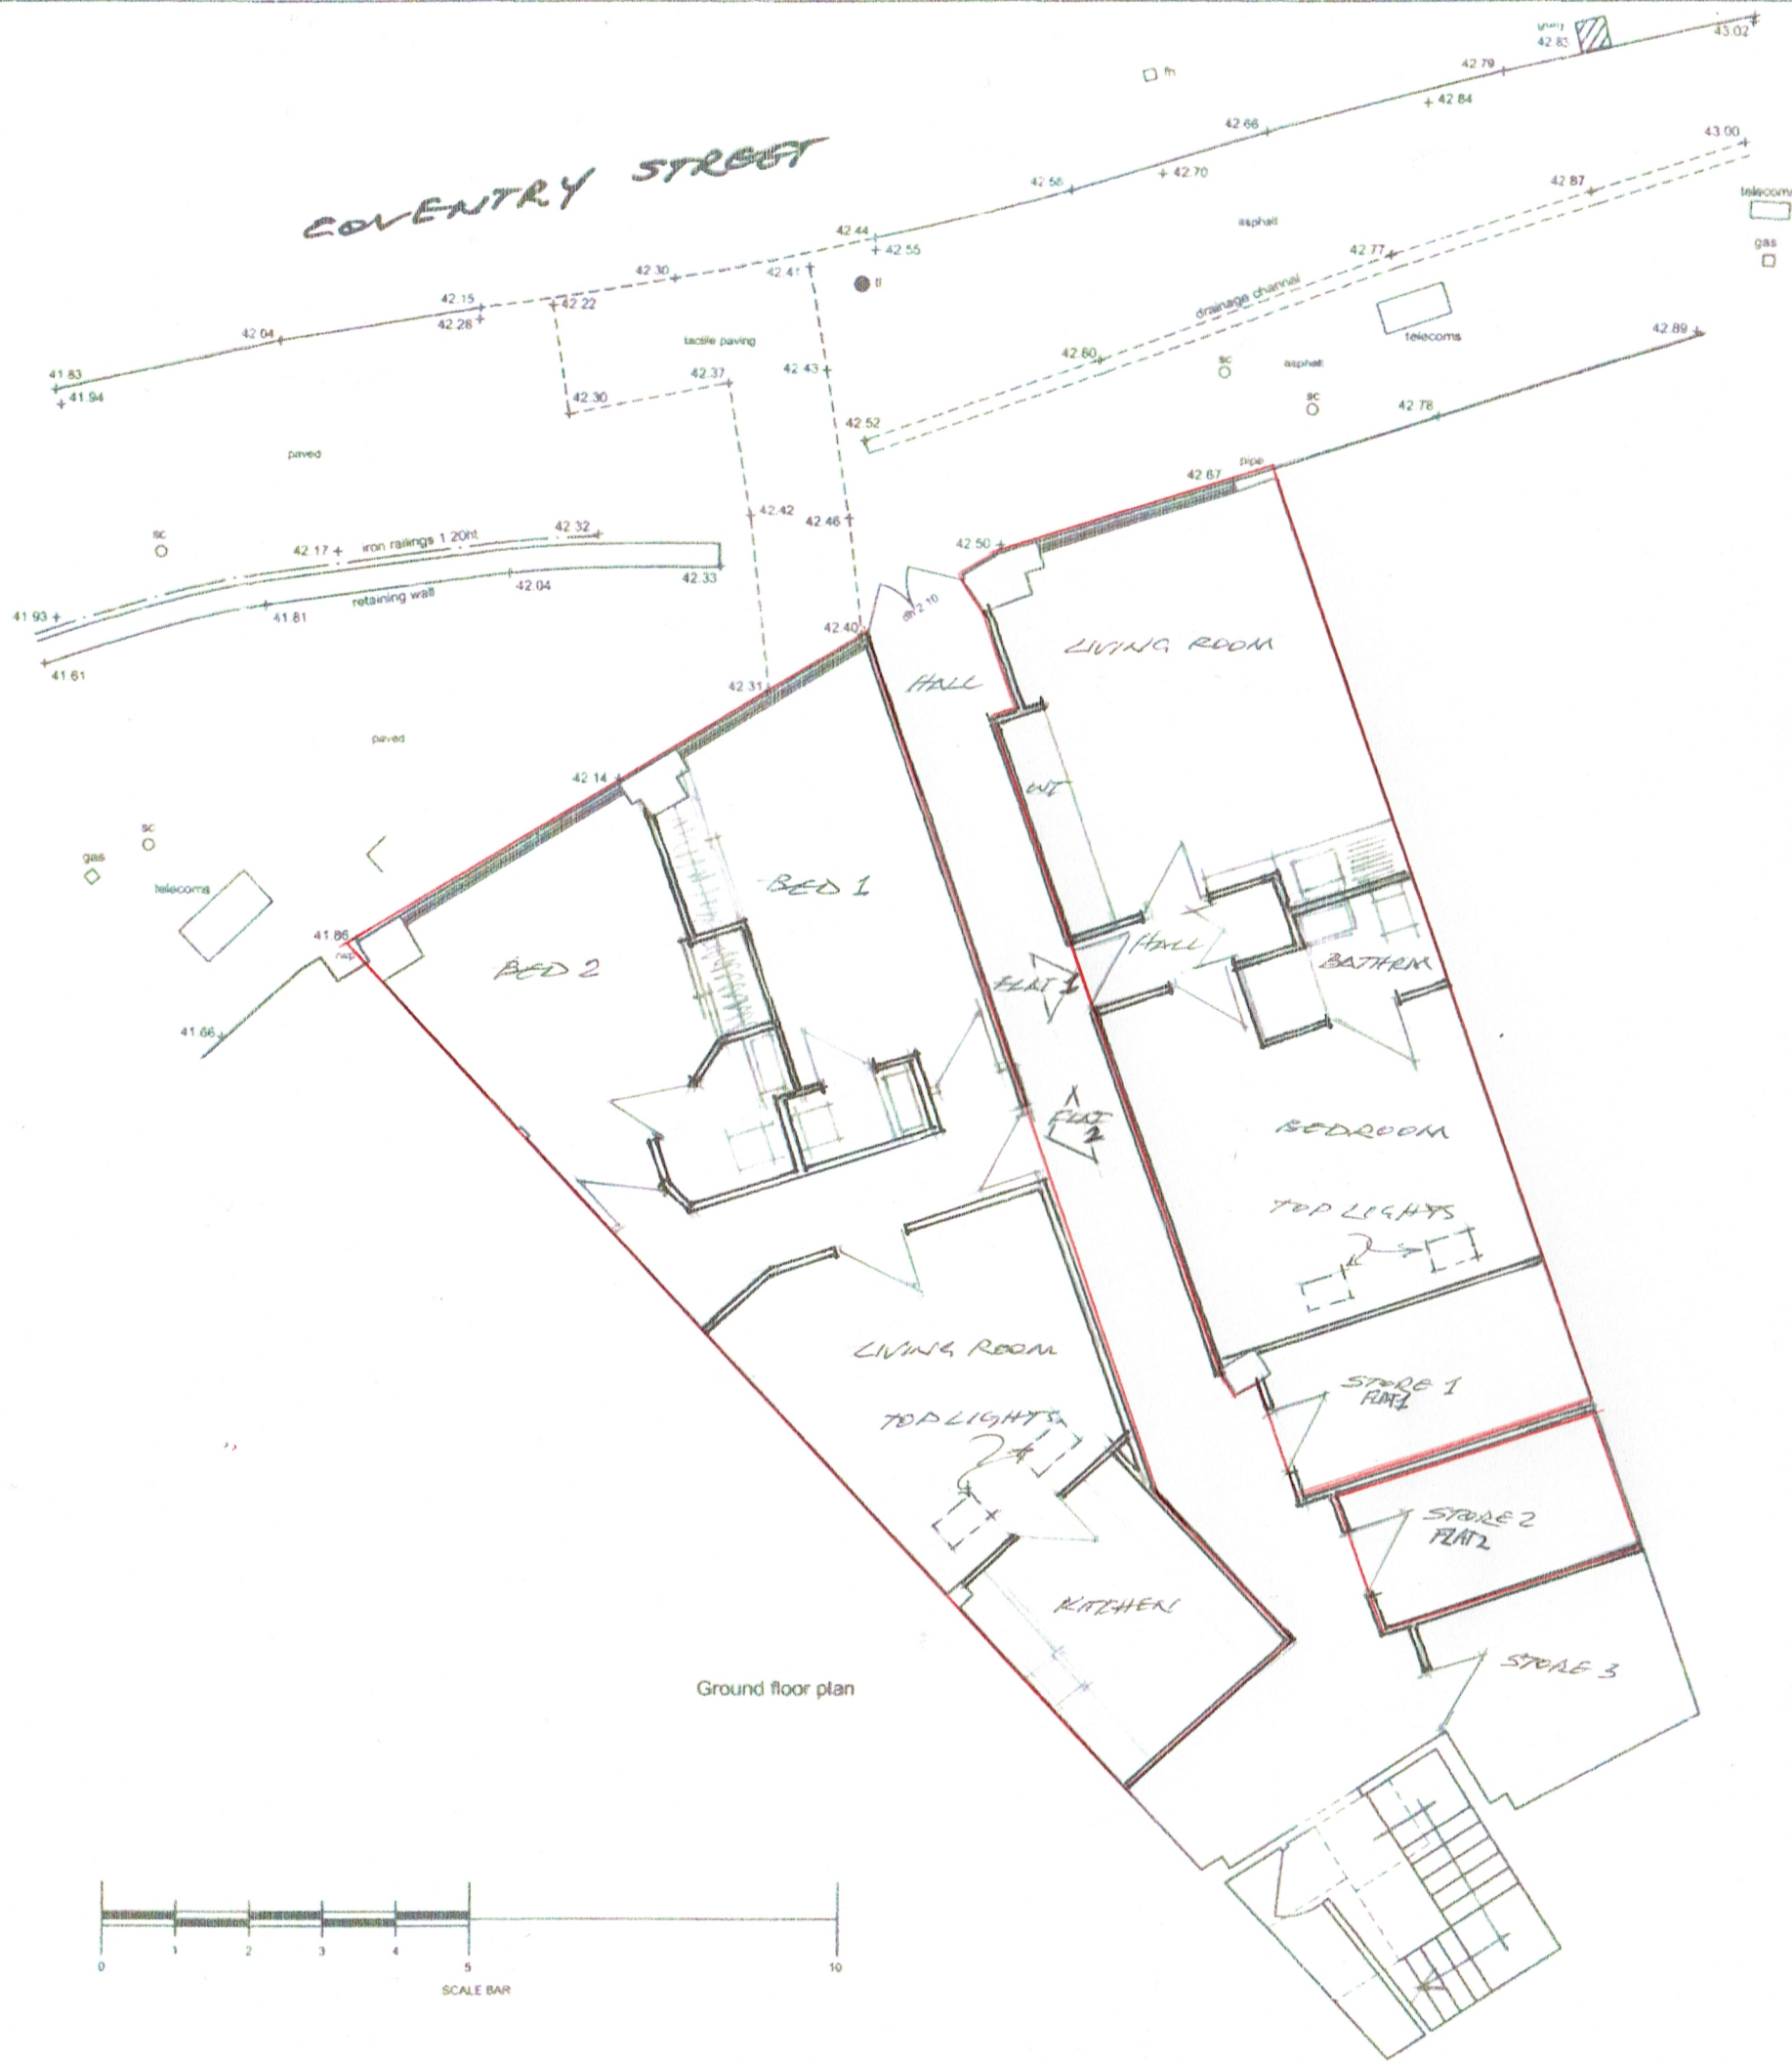 43.02
42.83
42.79
fh
42.84
42.66
43.00
COVENTRY STREET
42.70
42.58
42.87
telecoms
42.44
42.55
asphalt
gas
42.77
42.30
42.41
tl
42.15
42.22
42.28
drainage channel
42.04
tactile paving
telecoms
42.89
42.60
sc
asphalt
42.37
42.43
41.83
41.94
42.30
sc
42.78
42.52
paved
pipe
42.67
42.42
42.46
sc
42.32
42.17
iron railings 1.20ht
42.50
42.04
42.33
retaining wall
41.93
41.81
dh 2.10
42.40
LIVING ROOM
41.61
HALL
42.31
paved
42.14
WT
sc
gas
telecoms
BED 1
41.86
rwp
HALL
BED 2
BATHRM
FLAT 1
41.66
FLAT
2
BEDROOM
TOP LIGHTS
LIVING ROOM
STORE 1
FLAT1
TOP LIGHTS
STORE 2
FLAT2
KITCHEN
STORE 3
Ground floor plan
0 1 2 3 4 5 10
SCALE BAR